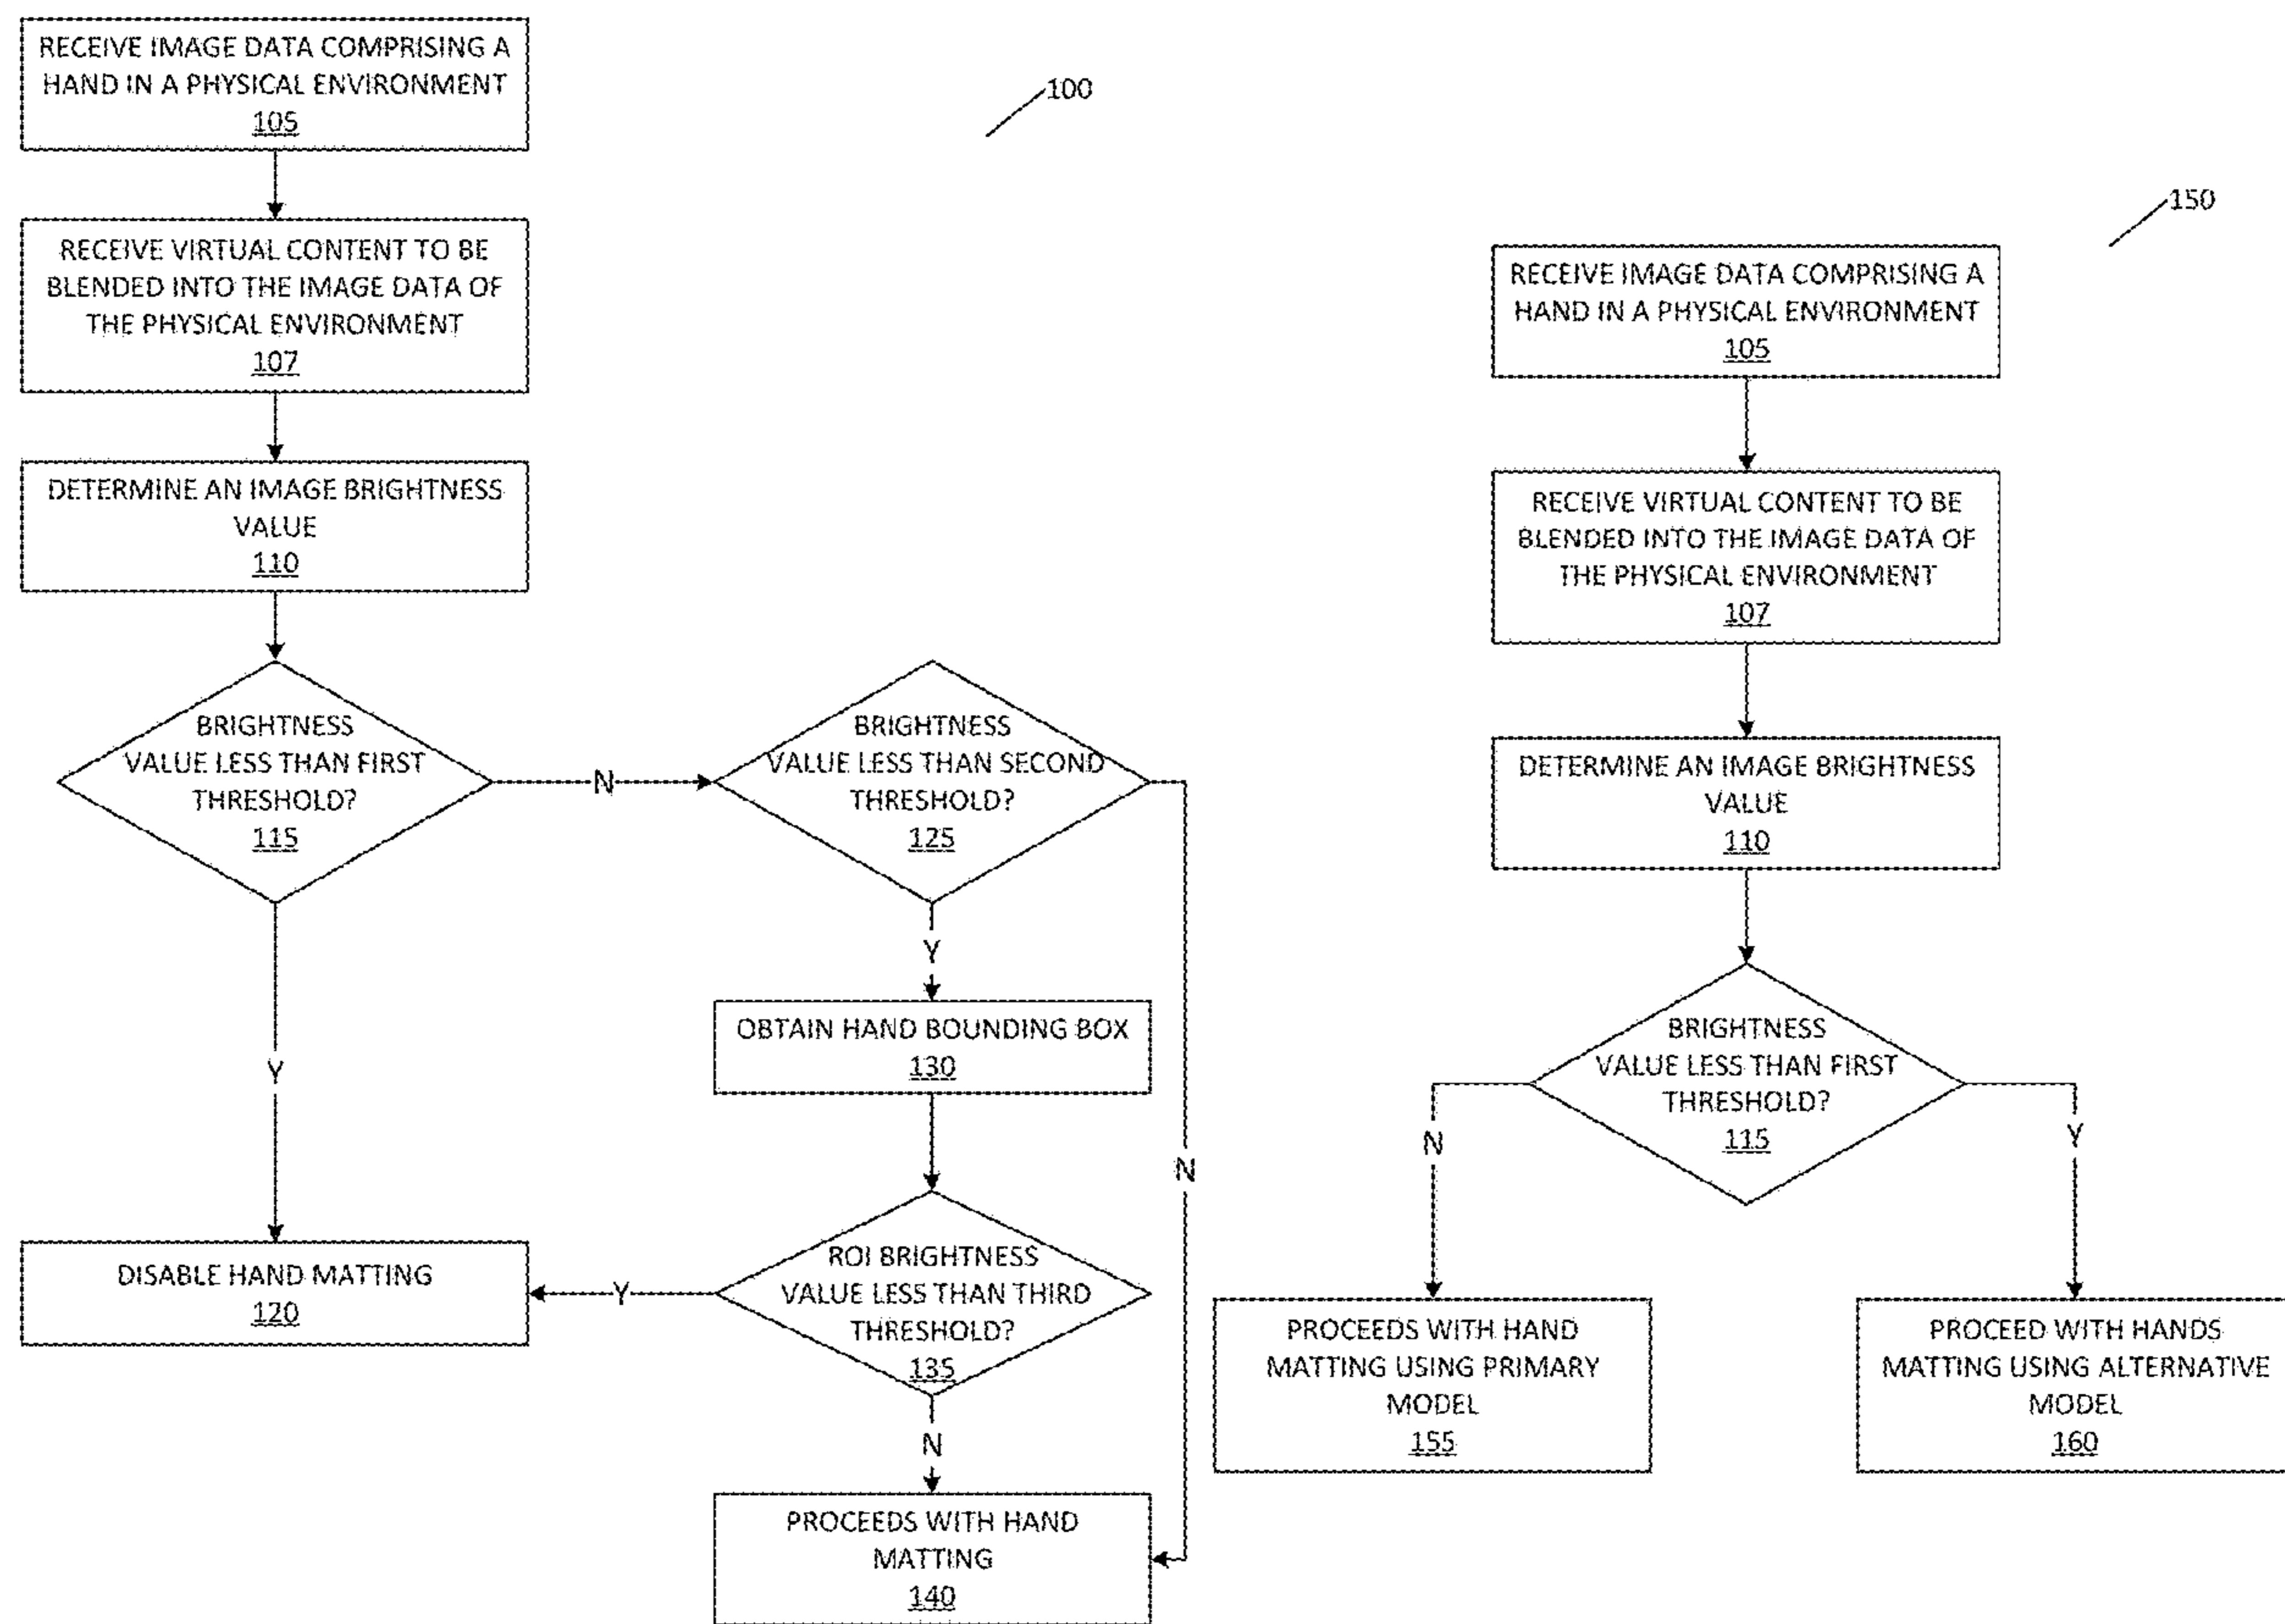 RECEIVE IMAGE DATA COMPRISING A
HAND IN A PHYSICAL ENVIRONMENT
105
RECEIVE VIRTUAL CONTENT TO BE
BLENDED INTO THE IMAGE DATA OF
THE PHYSICAL ENVIRONMENT
107
DETERMINE AN IMAGE BRIGHTNESS
VALUE
110
BRIGHTNESS
VALUE LESS THAN FIRST
THRESHOLD?
115
N
Y
BRIGHTNESS
VALUE LESS THAN SECOND
THRESHOLD?
125
Y
N
OBTAIN HAND BOUNDING BOX
130
ROI BRIGHTNESS
VALUE LESS THAN THIRD
THRESHOLD?
135
Y
N
DISABLE HAND MATTING
120
PROCEEDS WITH HAND
MATTING
140
100
150
RECEIVE IMAGE DATA COMPRISING A
HAND IN A PHYSICAL ENVIRONMENT
105
RECEIVE VIRTUAL CONTENT TO BE
BLENDED INTO THE IMAGE DATA OF
THE PHYSICAL ENVIRONMENT
107
DETERMINE AN IMAGE BRIGHTNESS
VALUE
110
BRIGHTNESS
VALUE LESS THAN FIRST
THRESHOLD?
115
N
Y
PROCEEDS WITH HAND
MATTING USING PRIMARY
MODEL
155
PROCEED WITH HANDS
MATTING USING ALTERNATIVE
MODEL
160